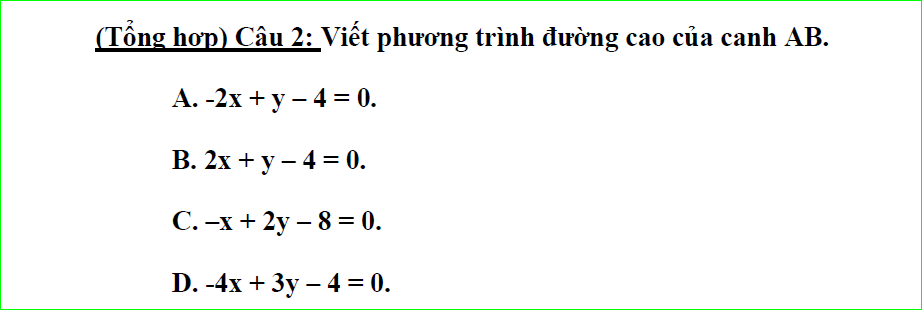 (Tổng hợp) Câu 2: Viết phương trình đường cao của canh AB.
A. -2x + y – 4 = 0.
B. 2x + y – 4 = 0.
C. –x + 2y – 8 = 0.
D. -4x + 3y – 4 = 0.